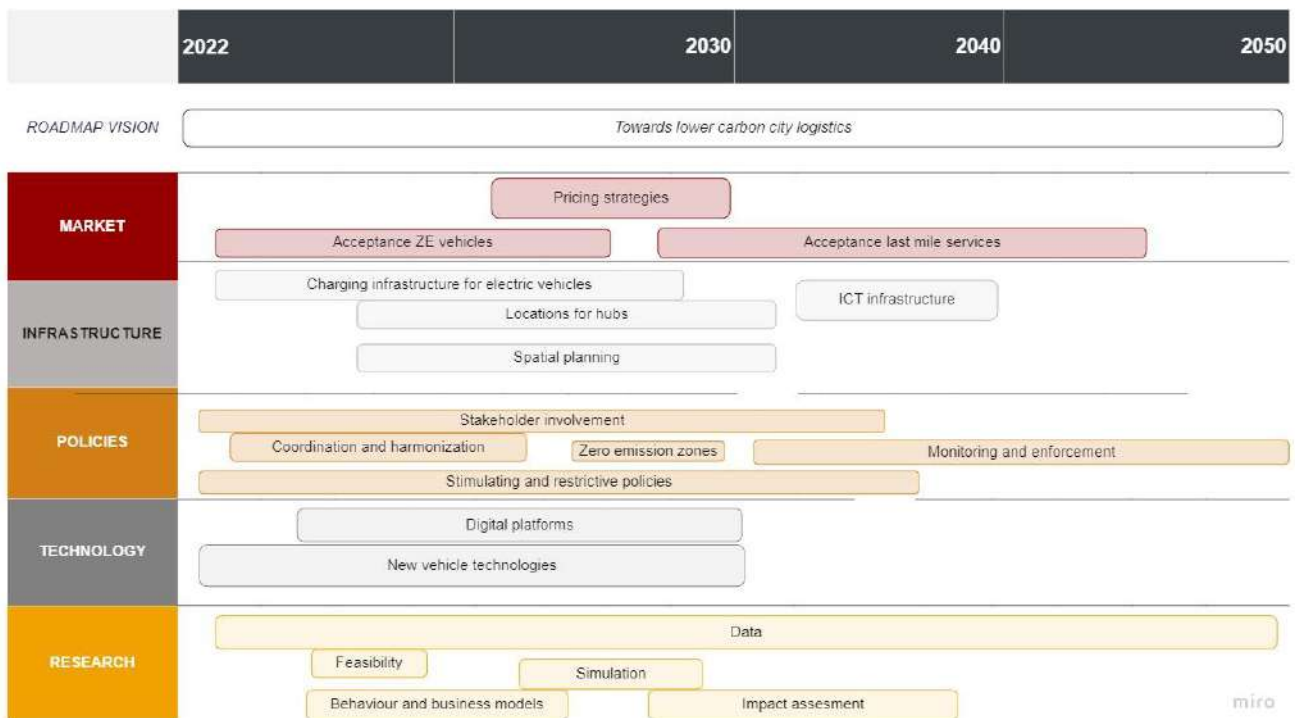 2022 2030 2040 2050
ROADMAP VISION
Towards lower carbon city logistics
MARKET
Pricing strategies
Acceptance ZE vehicles
Acceptance last mile services
INFRASTRUCTURE
Charging infrastructure for electric vehicles
ICT infrastructure
Locations for hubs
Spatial planning
POLICIES
Stakeholder involvement
Coordination and harmonization
Zero emission zones
Monitoring and enforcement
Stimulating and restrictive policies
TECHNOLOGY
Digital platforms
New vehicle technologies
RESEARCH
Data
Feasibility
Simulation
Behaviour and business models
Impact assesment
miro